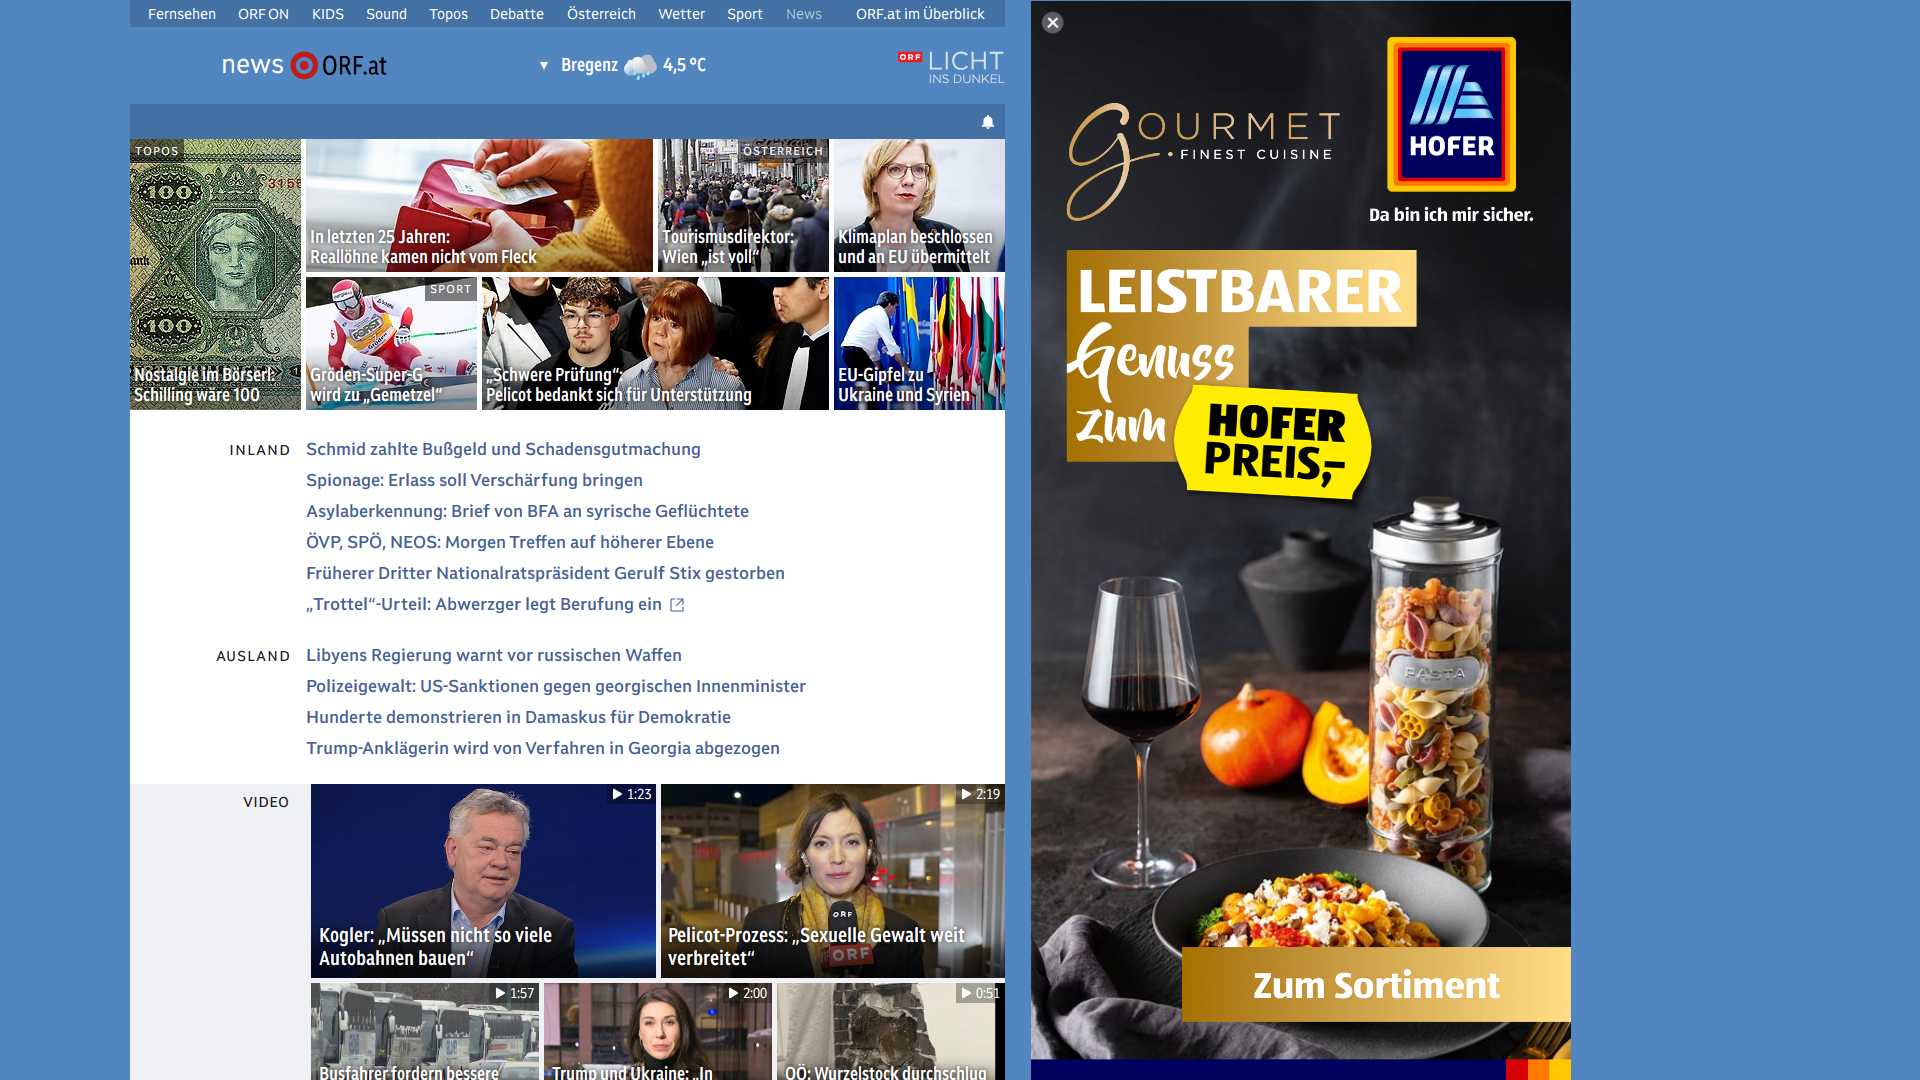 Fernsehen ORF ON KIDS Sound Topos Debatte Österreich Wetter Sport News ORF.at im Überblick
news ORF.at
Bregenz 4,5 °C
ORF LICHT
INS DUNKEL
TOPOS
100
100
Nostalgie im Börserl:
Schilling wäre 100
In letzten 25 Jahren:
Reallöhne kamen nicht vom Fleck
ÖSTERREICH
Tourismusdirektor:
Wien „ist voll“
Klimaplan beschlossen
und an EU übermittelt
SPORT
Gröden-Super-G
wird zu „Gemetzel“
„Schwere Prüfung“:
Pelicot bedankt sich für Unterstützung
EU-Gipfel zu
Ukraine und Syrien
INLAND
Schmid zahlte Bußgeld und Schadensgutmachung
Spionage: Erlass soll Verschärfung bringen
Asylaberkennung: Brief von BFA an syrische Geflüchtete
ÖVP, SPÖ, NEOS: Morgen Treffen auf höherer Ebene
Früherer Dritter Nationalratspräsident Gerulf Stix gestorben
„Trottel“-Urteil: Abwerzger legt Berufung ein
AUSLAND
Libyens Regierung warnt vor russischen Waffen
Polizeigewalt: US-Sanktionen gegen georgischen Innenminister
Hunderte demonstrieren in Damaskus für Demokratie
Trump-Anklägerin wird von Verfahren in Georgia abgezogen
VIDEO
1:23
Kogler: „Müssen nicht so viele
Autobahnen bauen“
2:19
ORF
ORF
Pelicot-Prozess: „Sexuelle Gewalt weit
verbreitet“
1:57
Busfahrer fordern bessere
2:00
Trump und Ukraine: „In
0:51
OÖ: Wurzelstock durchschlug
GOURMET
FINEST CUISINE
HOFER
Da bin ich mir sicher.
LEISTBARER
Genuss
zum
HOFER
PREIS,-
PASTA
Zum Sortiment